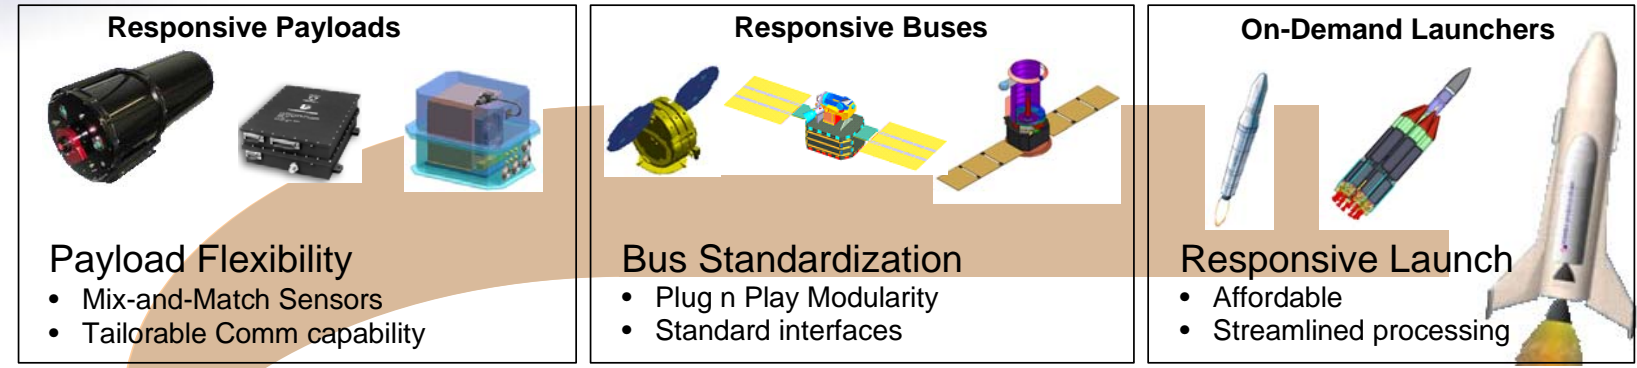 Responsive Payloads
Payload Flexibility
• Mix-and-Match Sensors
• Tailorable Comm capability
Responsive Buses
Bus Standardization
• Plug n Play Modularity
• Standard interfaces
On-Demand Launchers
Responsive Launch
• Affordable
• Streamlined processing